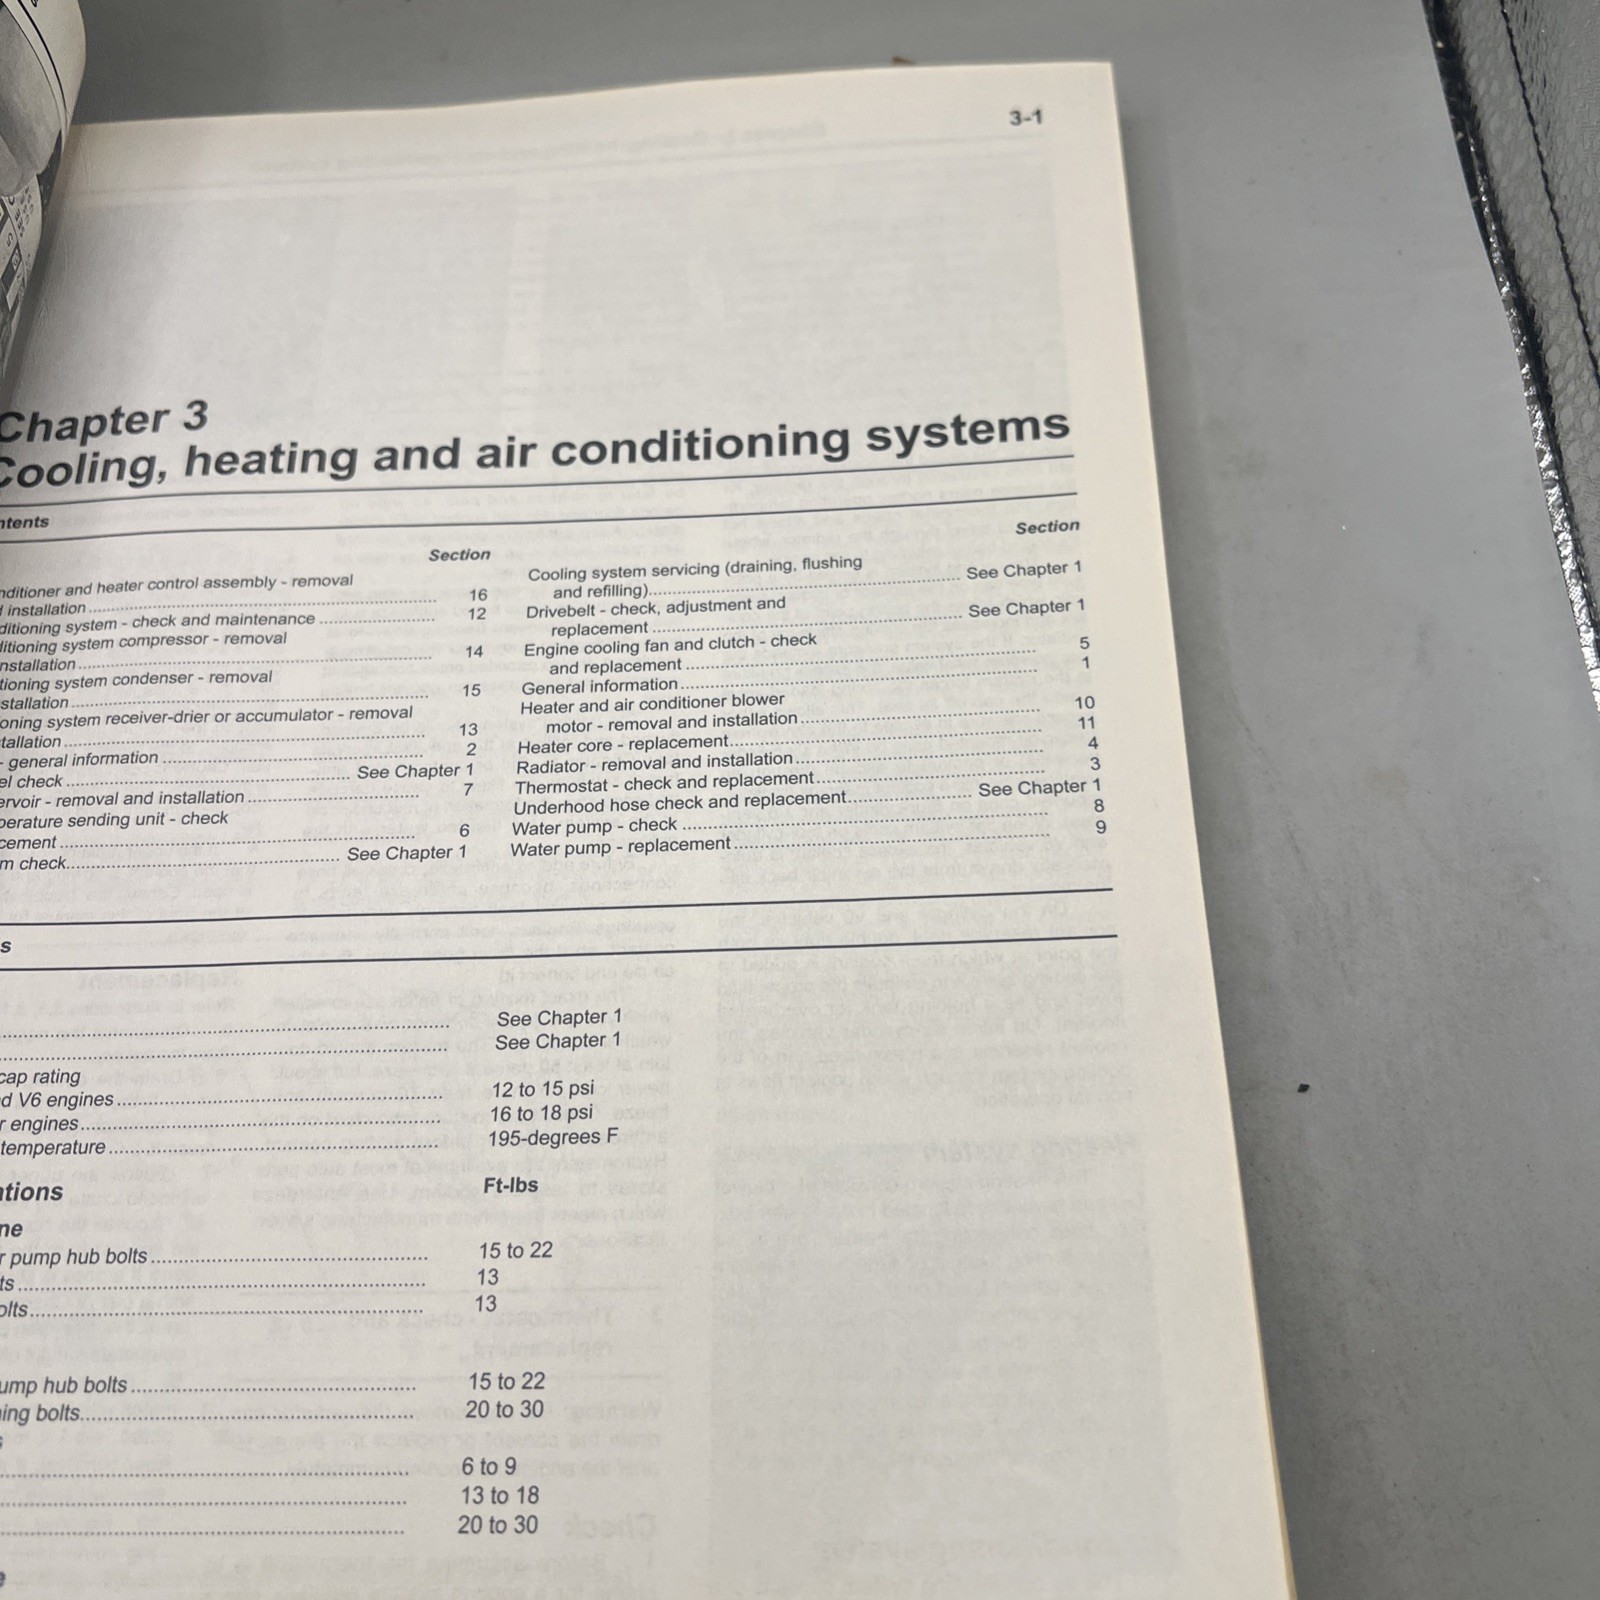 3-1
Chapter 3
Cooling, heating and air conditioning systems
ntents
Section
nditioner and heater control assembly - removal
installation ........ 16
ditioning system - check and maintenance ........ 12
ditioning system compressor - removal
nstallation ........ 14
tioning system condenser - removal
stallation ........ 15
oning system receiver-drier or accumulator - removal
tallation ........ 13
- general information ........ 2
el check ........ See Chapter 1
ervoir - removal and installation ........ 7
perature sending unit - check
cement ........ 6
m check ........ See Chapter 1
Section
Cooling system servicing (draining, flushing
and refilling) ........ See Chapter 1
Drivebelt - check, adjustment and
replacement ........ See Chapter 1
Engine cooling fan and clutch - check
and replacement ........ 5
General information ........ 1
Heater and air conditioner blower
motor - removal and installation ........ 10
Heater core - replacement ........ 11
Radiator - removal and installation ........ 4
Thermostat - check and replacement ........ 3
Underhood hose check and replacement ........ See Chapter 1
Water pump - check ........ 8
Water pump - replacement ........ 9
s
........ See Chapter 1
........ See Chapter 1
cap rating
d V6 engines ........ 12 to 15 psi
r engines ........ 16 to 18 psi
temperature ........ 195-degrees F
ations Ft-lbs
ne
r pump hub bolts ........ 15 to 22
ts ........ 13
olts ........ 13
ump hub bolts ........ 15 to 22
ning bolts ........ 20 to 30
s
........ 6 to 9
........ 13 to 18
........ 20 to 30
e